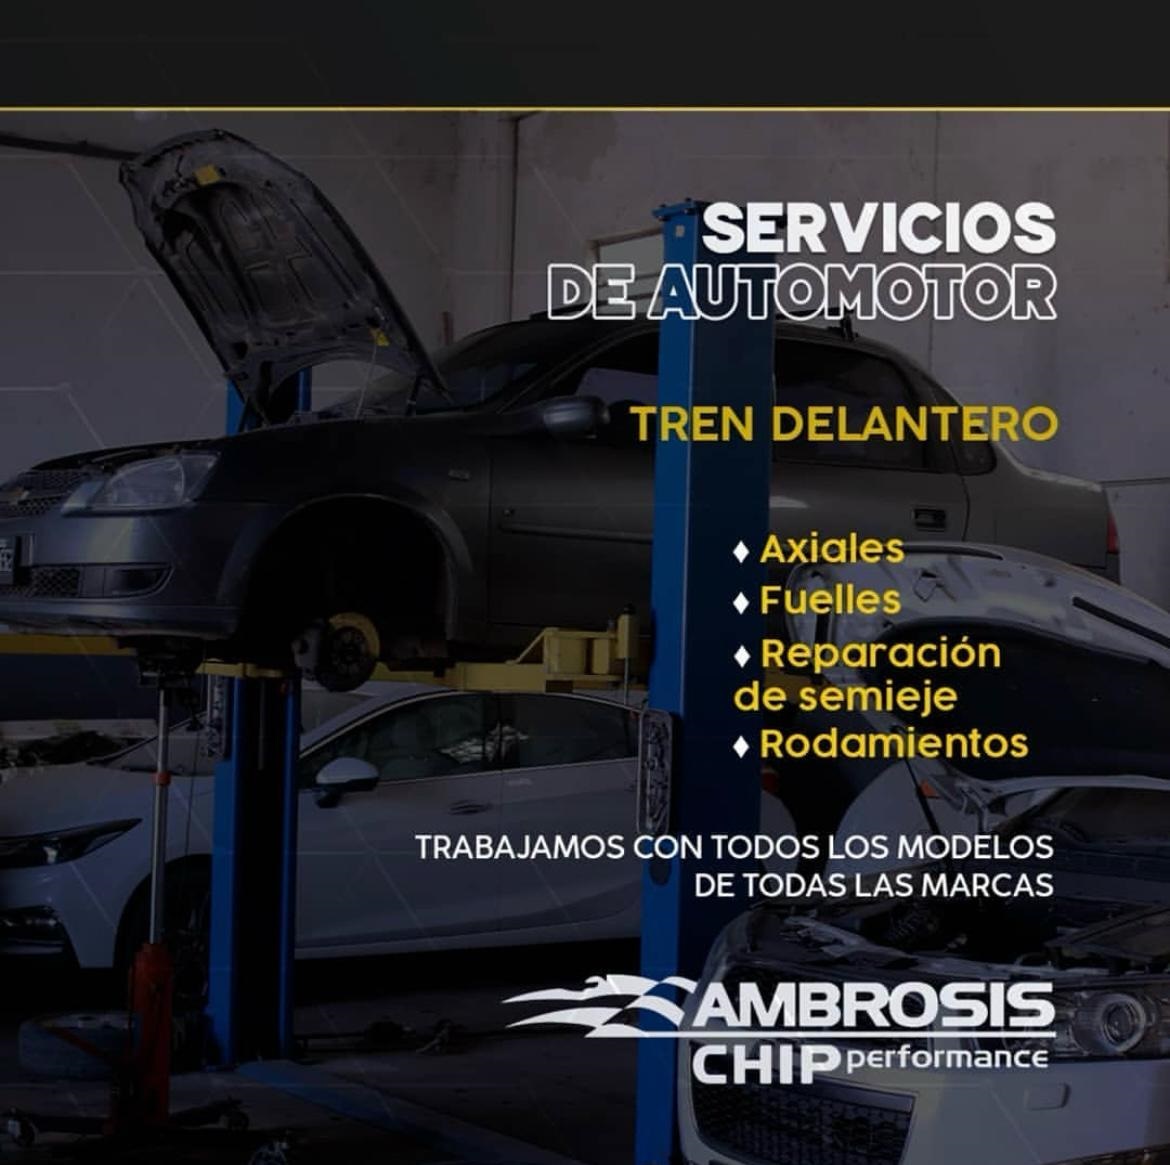 SERVICIOS
DE AUTOMOTOR
TREN DELANTERO
♦ Axiales
♦ Fuelles
♦ Reparación
de semieje
♦ Rodamientos
TRABAJAMOS CON TODOS LOS MODELOS
DE TODAS LAS MARCAS
AMBROSIS
CHIP performance